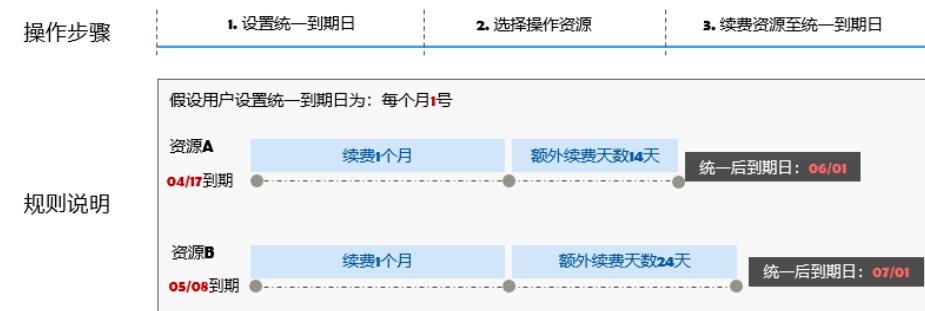 操作步骤
1. 设置统一到期日
2. 选择操作资源
3. 续费资源至统一到期日
规则说明
假设用户设置统一到期日为：每个月1号
资源A
续费1个月
额外续费天数14天
04/17到期
统一后到期日：06/01
资源B
续费1个月
额外续费天数24天
05/08到期
统一后到期日：07/01